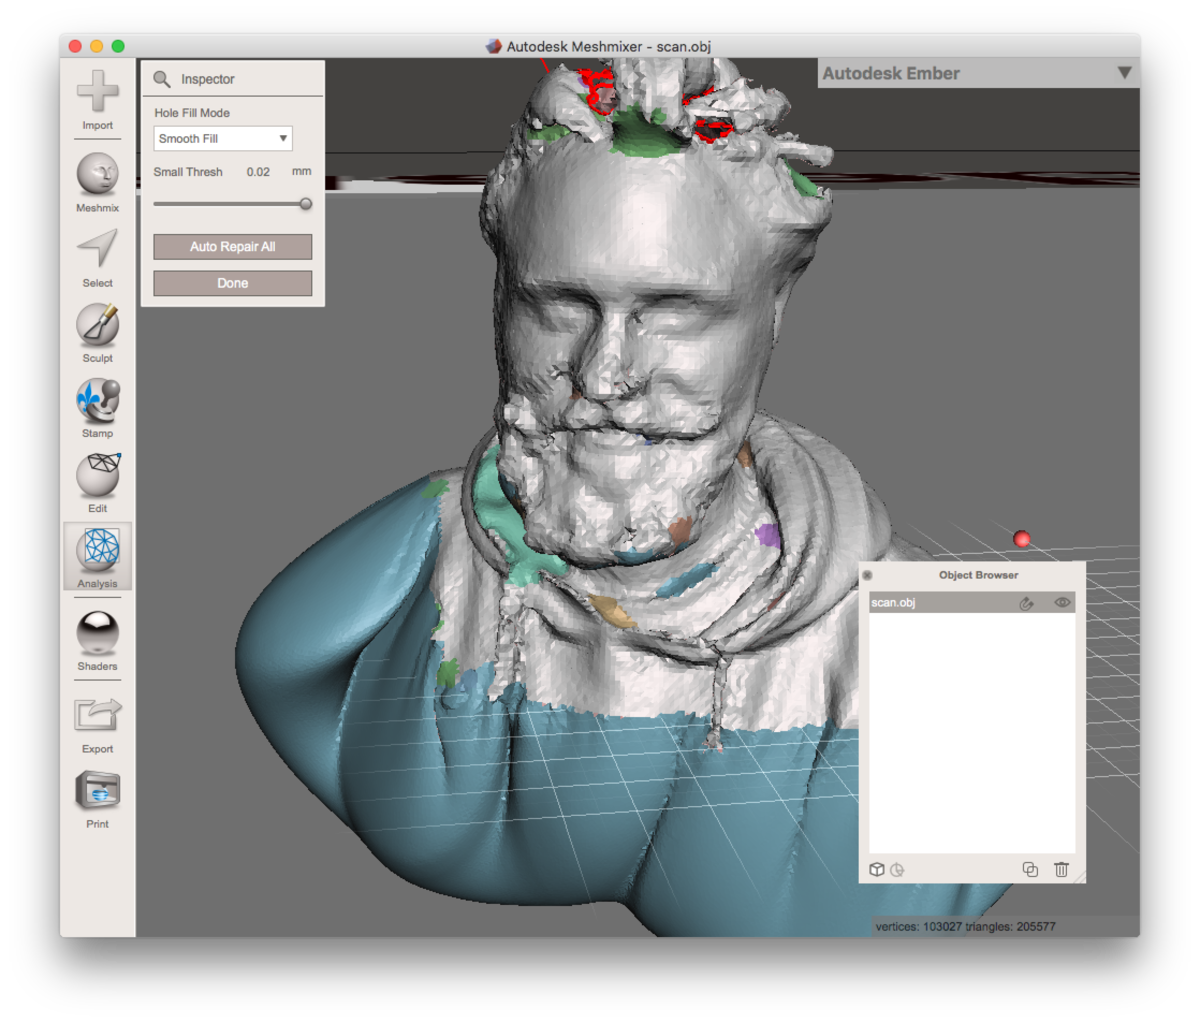 Autodesk Meshmixer - scan.obj
Import
Meshmix
Select
Sculpt
Stamp
Edit
Analysis
Shaders
Export
Print
Inspector
Hole Fill Mode
Smooth Fill
Small Thresh 0.02 mm
Auto Repair All
Done
Autodesk Ember
Object Browser
scan.obj
vertices: 103027 triangles: 205577